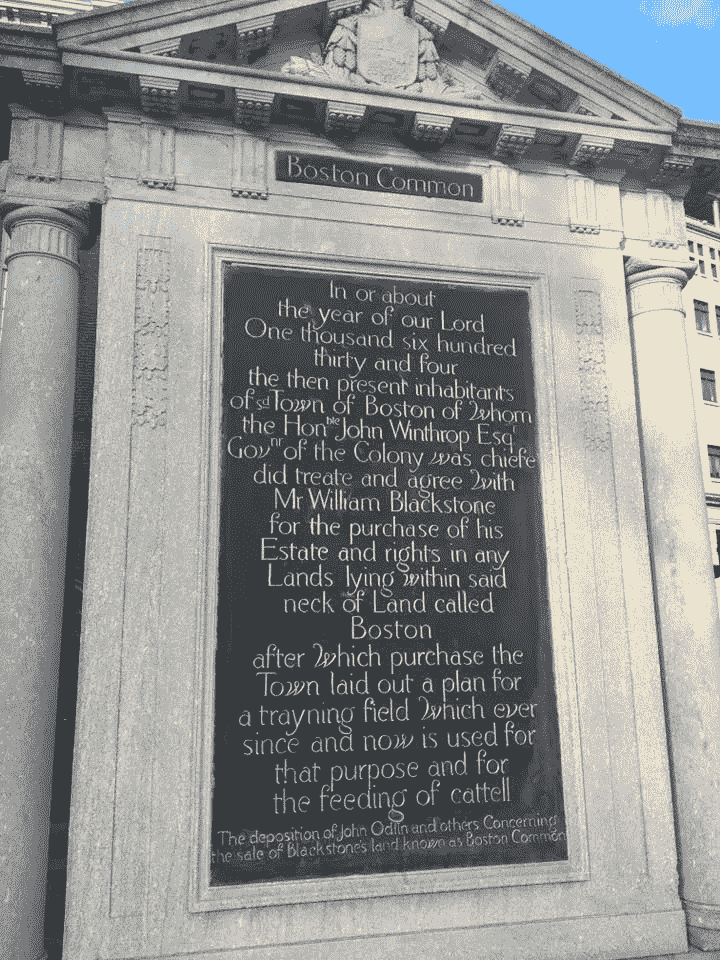 Boston Common
In or about
the year of our Lord
One thousand six hundred
thirty and four
the then present inhabitants
of sd Town of Boston of Whom
the Honble John Winthrop Esqr
Govnr of the Colony was chiefe
did treate and agree With
Mr William Blackstone
for the purchase of his
Estate and rights in any
Lands lying within said
neck of Land called
Boston
after Which purchase the
Town laid out a plan for
a trayning field Which ever
since and now is used for
that purpose and for
the feeding of cattell
The deposition of John Odlin and others Concerning
the sale of Blackstone's land known as Boston Common